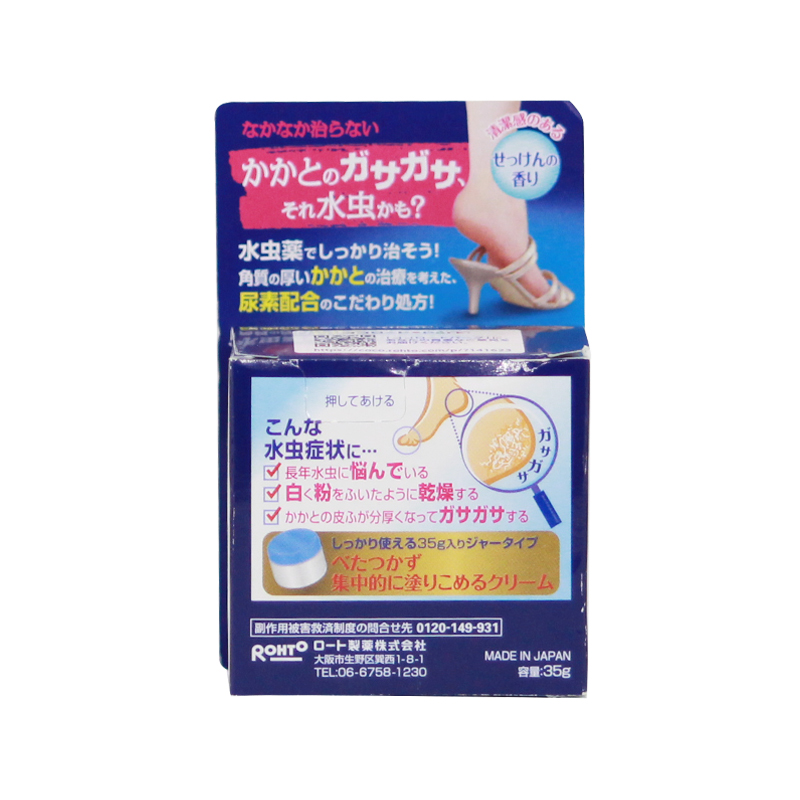 なかなか治らない
かかとのガサガサ、
それ水虫かも?
清潔感のある
せっけんの
香り
水虫薬でしっかり治そう!
角質の厚いかかとの治療を考えた、
尿素配合のこだわり処方!
押してあける
こんな
水虫症状に…
長年水虫に悩んでいる
白く粉をふいたように乾燥する
かかとの皮ふが分厚くなってガサガサする
ガサガサ
しっかり使える35g入りジャータイプ
べたつかず
集中的に塗りこめるクリーム
副作用被害救済制度の問合せ先 0120-149-931
ROHTO ロート製薬株式会社
大阪市生野区巽西1-8-1
TEL:06-6758-1230
MADE IN JAPAN
容量:35g